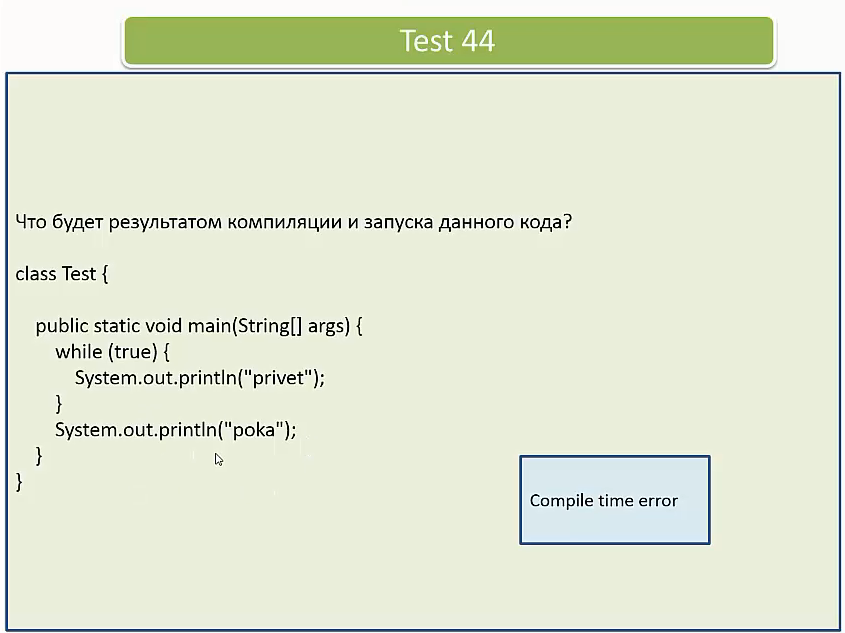 Test 44
Что будет результатом компиляции и запуска данного кода?
class Test {
public static void main(String[] args) {
while (true) {
System.out.println("privet");
}
System.out.println("poka");
}
}
Compile time error